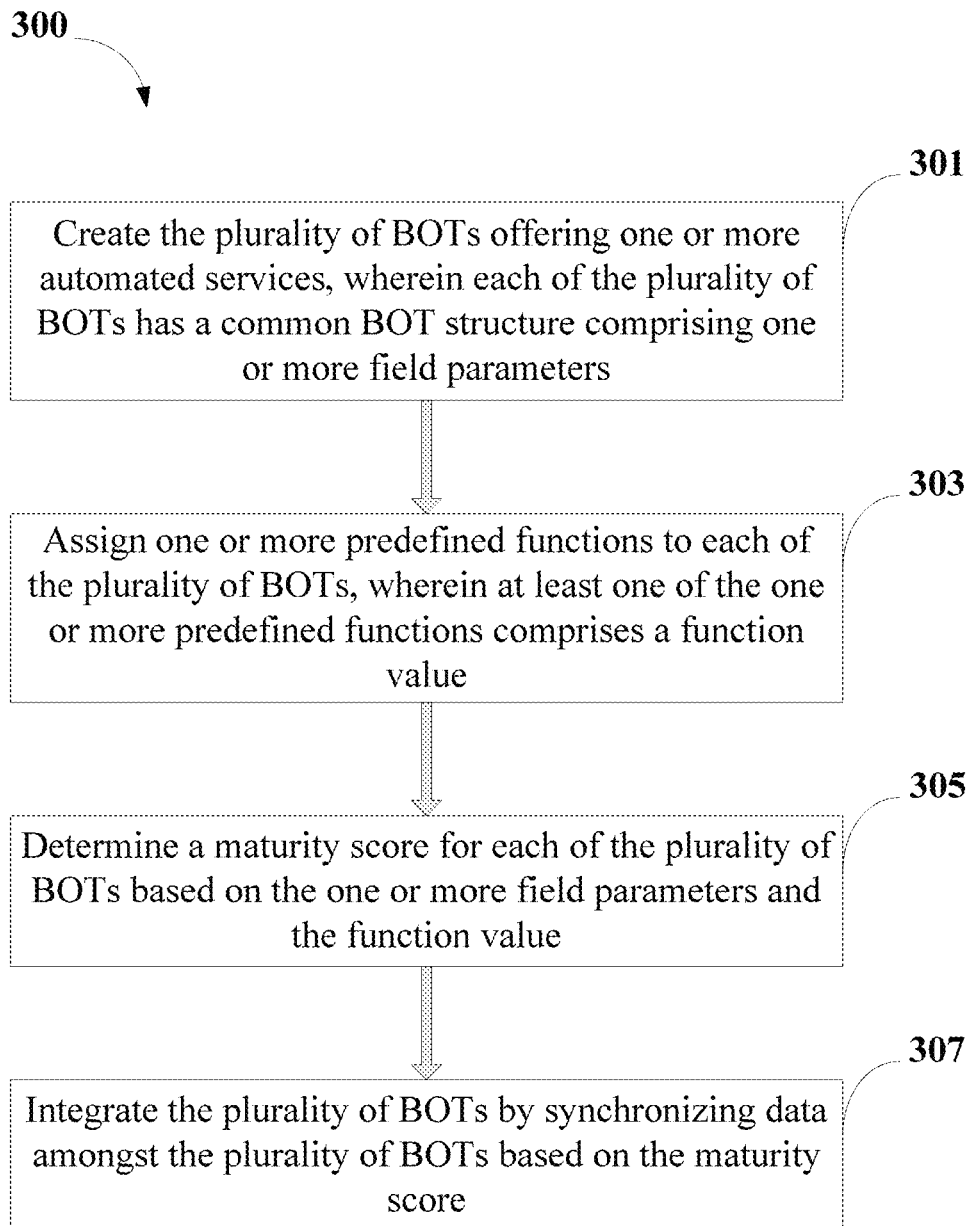 300
301
Create the plurality of BOTs offering one or more
automated services, wherein each of the plurality of
BOTs has a common BOT structure comprising one
or more field parameters
303
Assign one or more predefined functions to each of
the plurality of BOTs, wherein at least one of the one
or more predefined functions comprises a function
value
305
Determine a maturity score for each of the plurality of
BOTs based on the one or more field parameters and
the function value
307
Integrate the plurality of BOTs by synchronizing data
amongst the plurality of BOTs based on the maturity
score